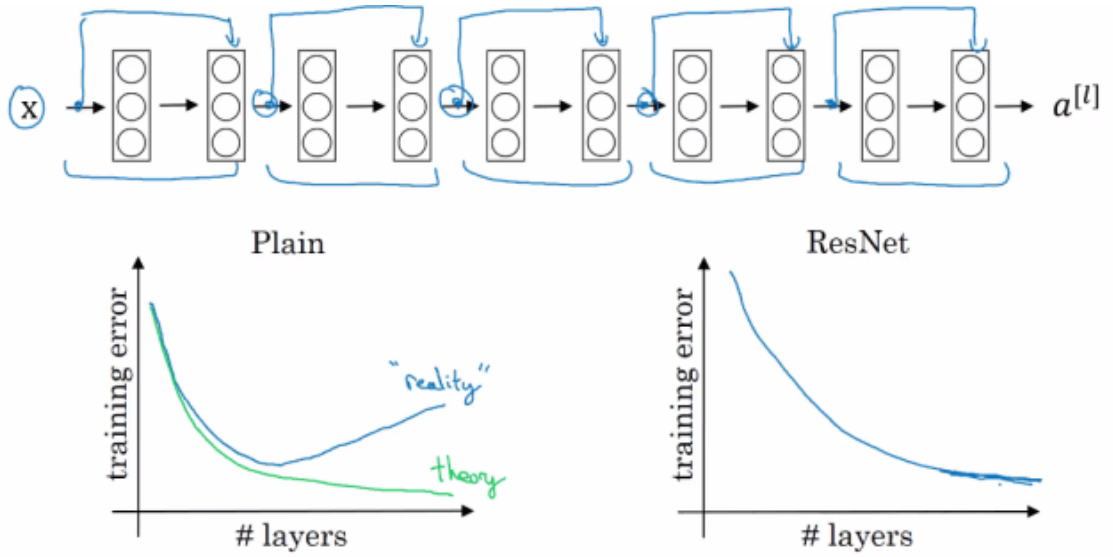 x
a^[l]
Plain
ResNet
training error
"reality"
theory
# layers
training error
# layers